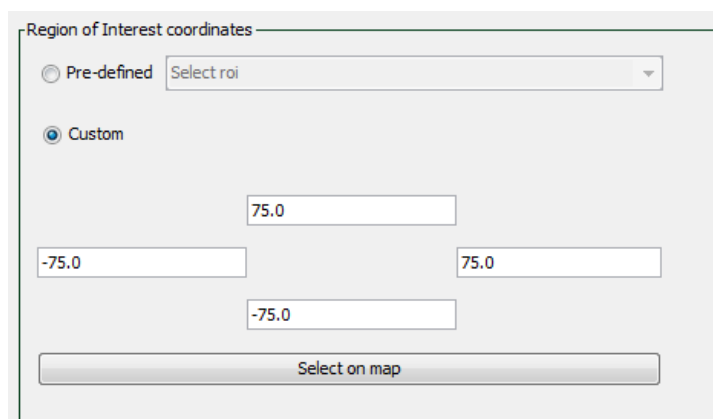 Region of Interest coordinates
Pre-defined Select roi
Custom
75.0
-75.0 75.0
-75.0
Select on map